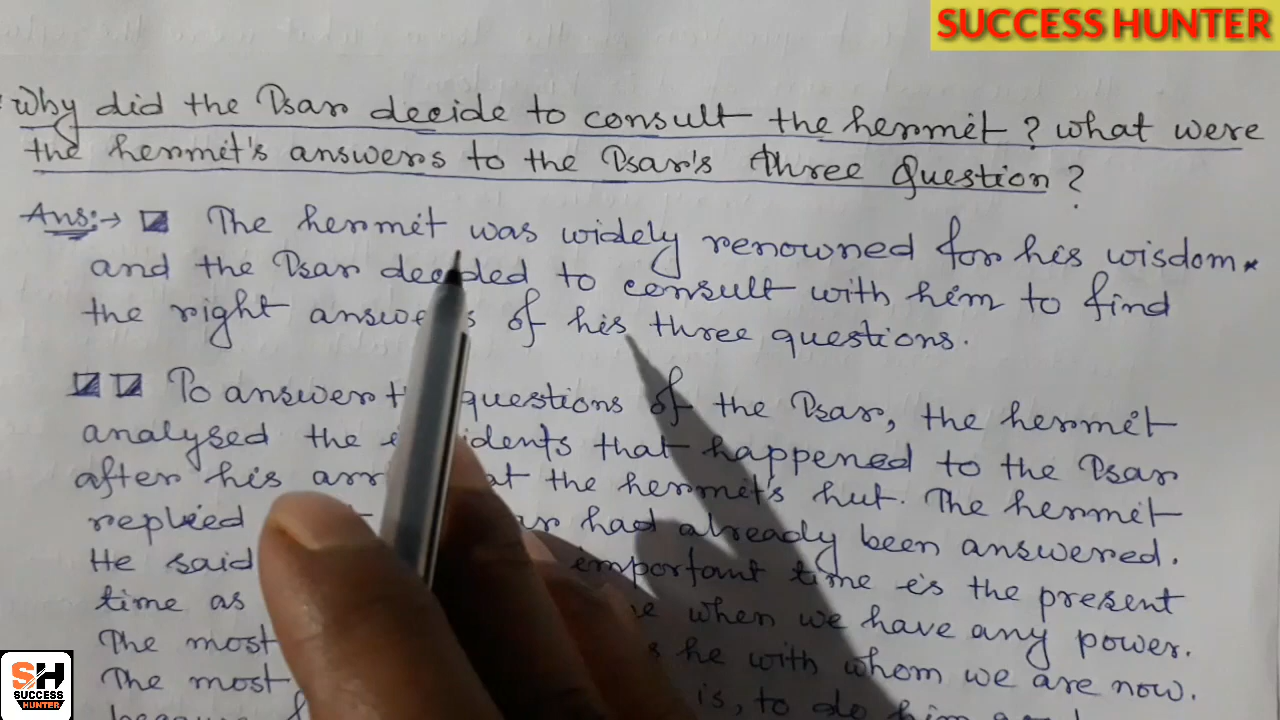 SUCCESS HUNTER
Why did the Tsar decide to consult the hermit? What were
the hermit's answers to the Tsar's three Question?
Ans:→ The hermit was widely renowned for his wisdom
and the Tsar decided to consult with him to find
the right answers of his three questions.
To answer questions of the Tsar, the hermit
analysed the that happened to the Tsar
after his at the hermit's hut. The hermit
replied had already been answered.
He said important time is the present
time as when we have any power.
The most he with whom we are now.
The most is, to do him
SH
SUCCESS
HUNTER